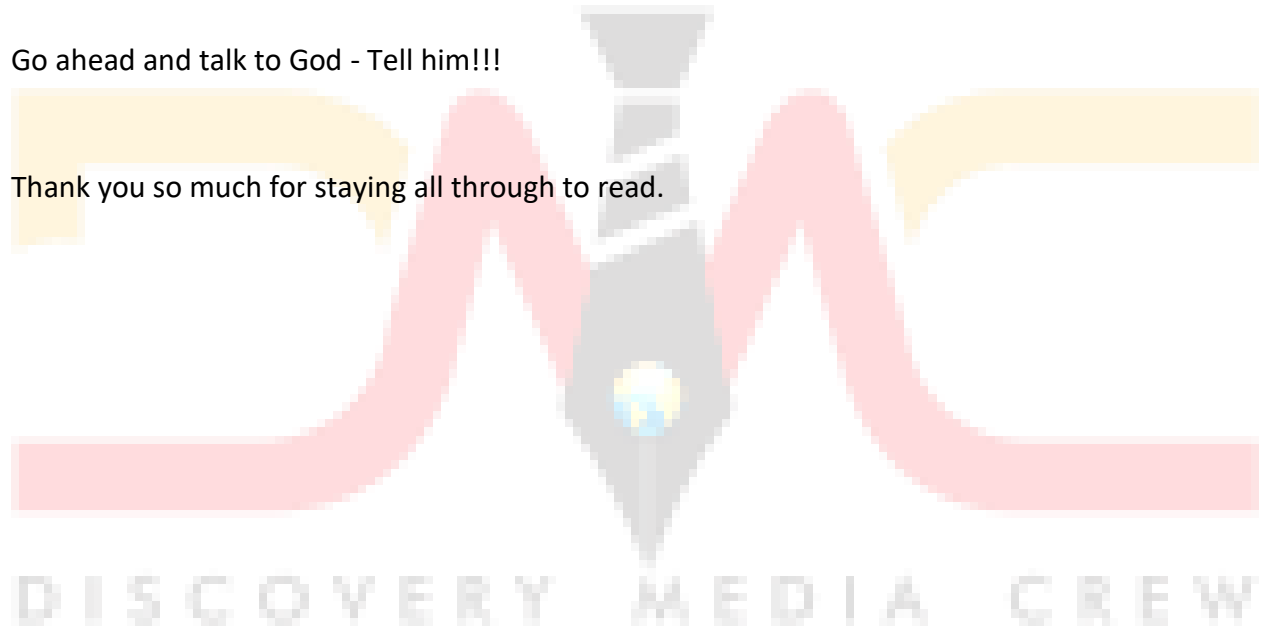 Go ahead and talk to God - Tell him!!!
Thank you so much for staying all through to read.
DISCOVERY MEDIA CREW